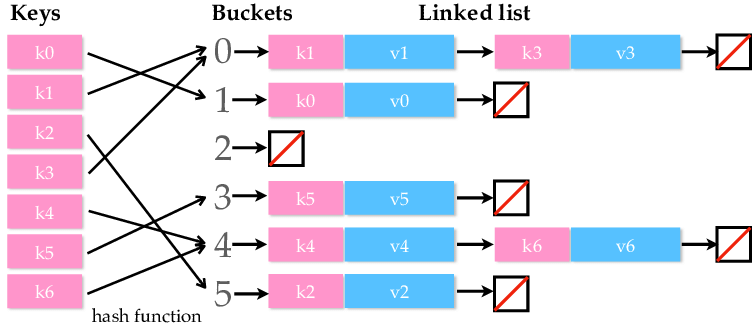 Keys Buckets Linked list
k0 0 k1 v1 k3 v3
k1 1 k0 v0
k2 2
k3 3 k5 v5
k4 4 k4 v4 k6 v6
k5 5 k2 v2
k6
hash function